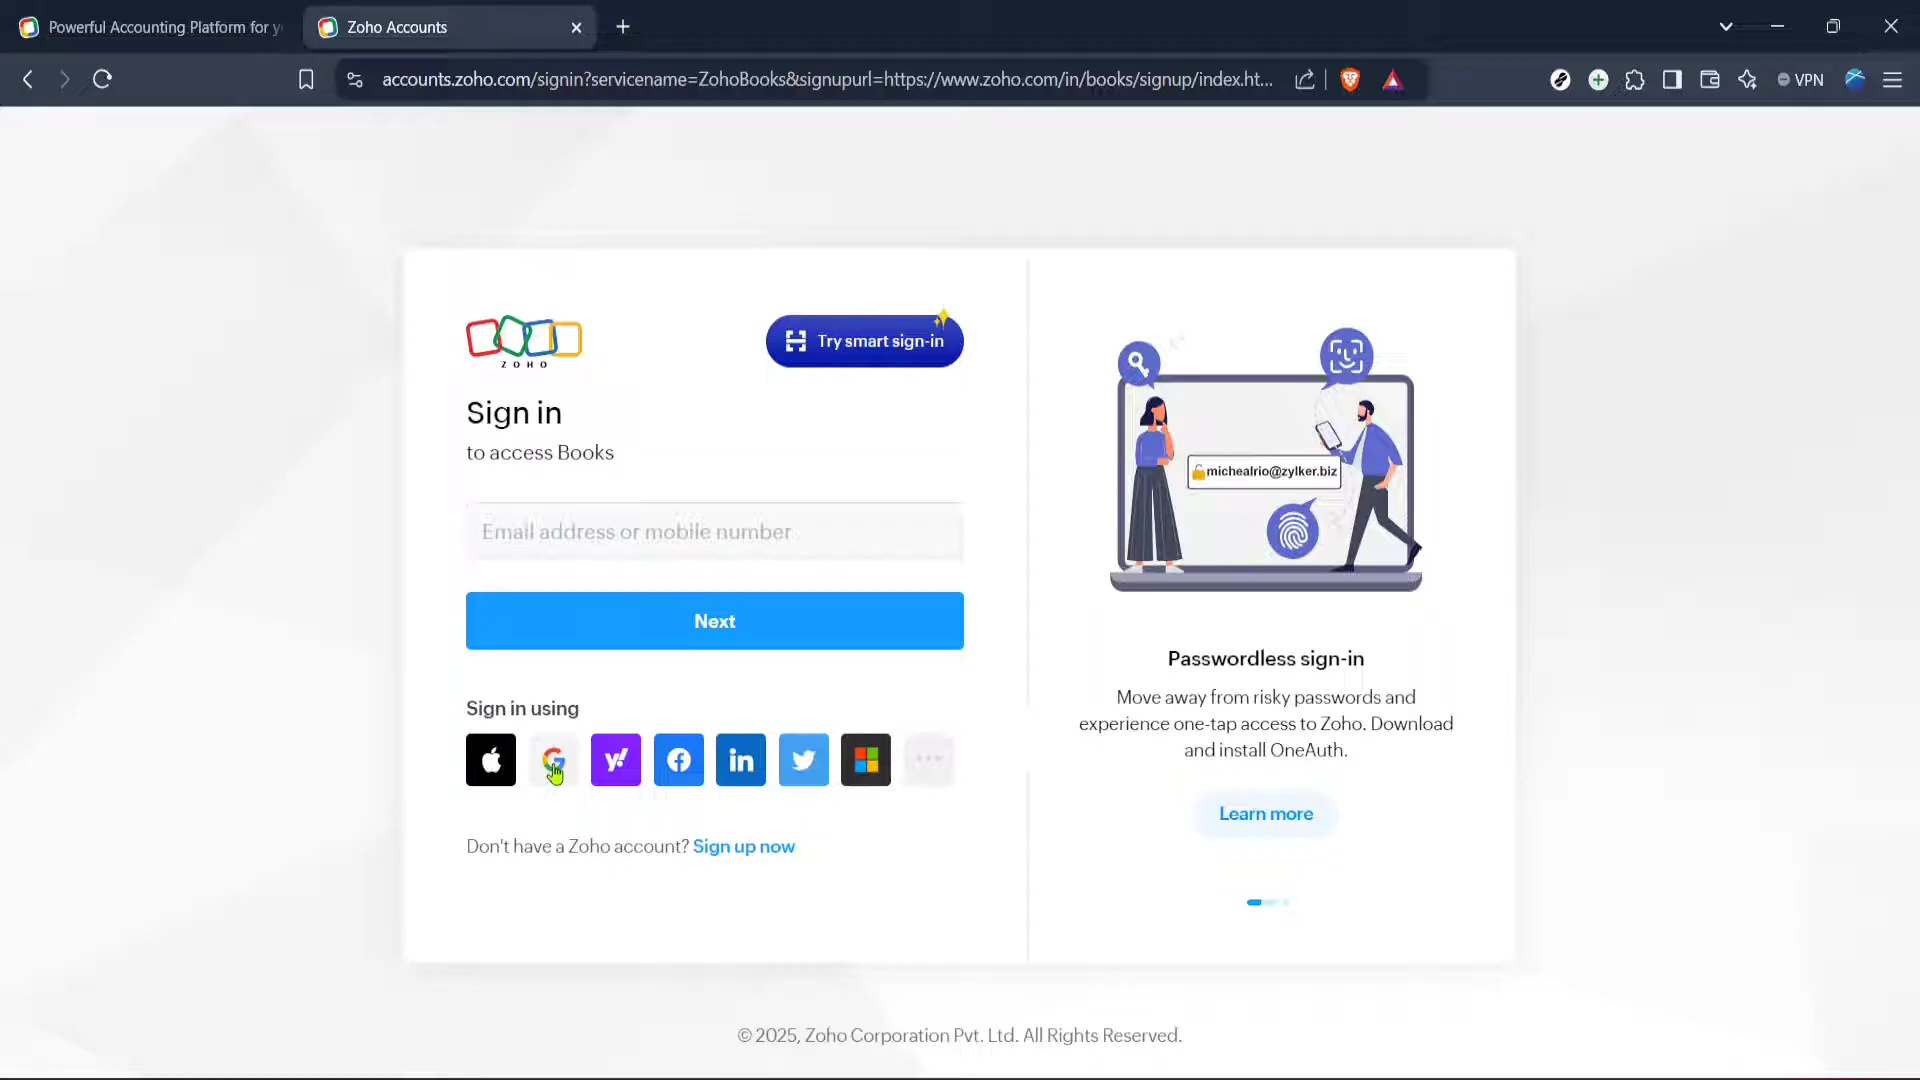 Powerful Accounting Platform for y
Zoho Accounts
accounts.zoho.com/signin?servicename=ZohoBooks&signupurl=https://www.zoho.com/in/books/signup/index.ht...
VPN
ZOHO
Try smart sign-in
Sign in
to access Books
Email address or mobile number
Next
Sign in using
y!
in
Don't have a Zoho account? Sign up now
michealrio@zylker.biz
Passwordless sign-in
Move away from risky passwords and
experience one-tap access to Zoho. Download
and install OneAuth.
Learn more
© 2025, Zoho Corporation Pvt. Ltd. All Rights Reserved.